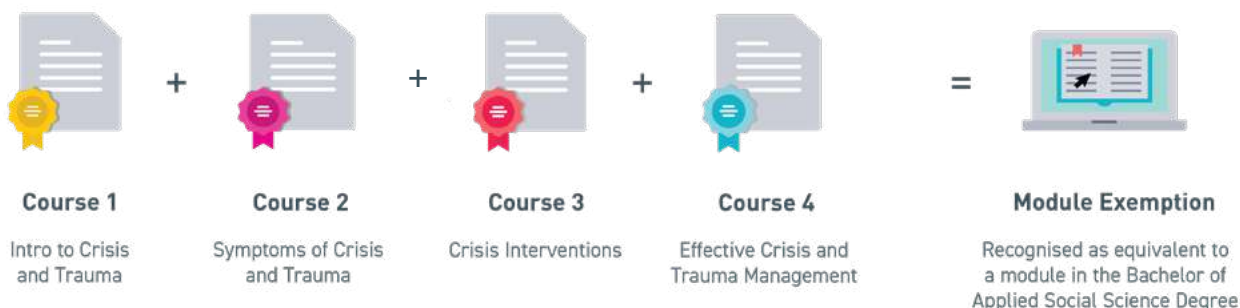 + + + =
Course 1
Intro to Crisis
and Trauma
Course 2
Symptoms of Crisis
and Trauma
Course 3
Crisis Interventions
Course 4
Effective Crisis and
Trauma Management
Module Exemption
Recognised as equivalent to
a module in the Bachelor of
Applied Social Science Degree